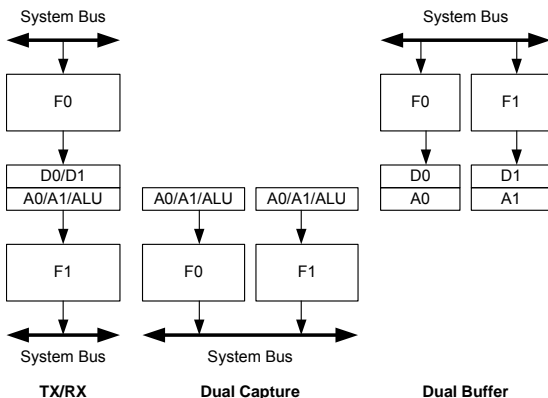 System Bus
System Bus
F0
F0
F1
D0/D1
A0/A1/ALU
D0
A0
D1
A1
A0/A1/ALU
A0/A1/ALU
F1
F0
F1
System Bus
System Bus
TX/RX
Dual Capture
Dual Buffer